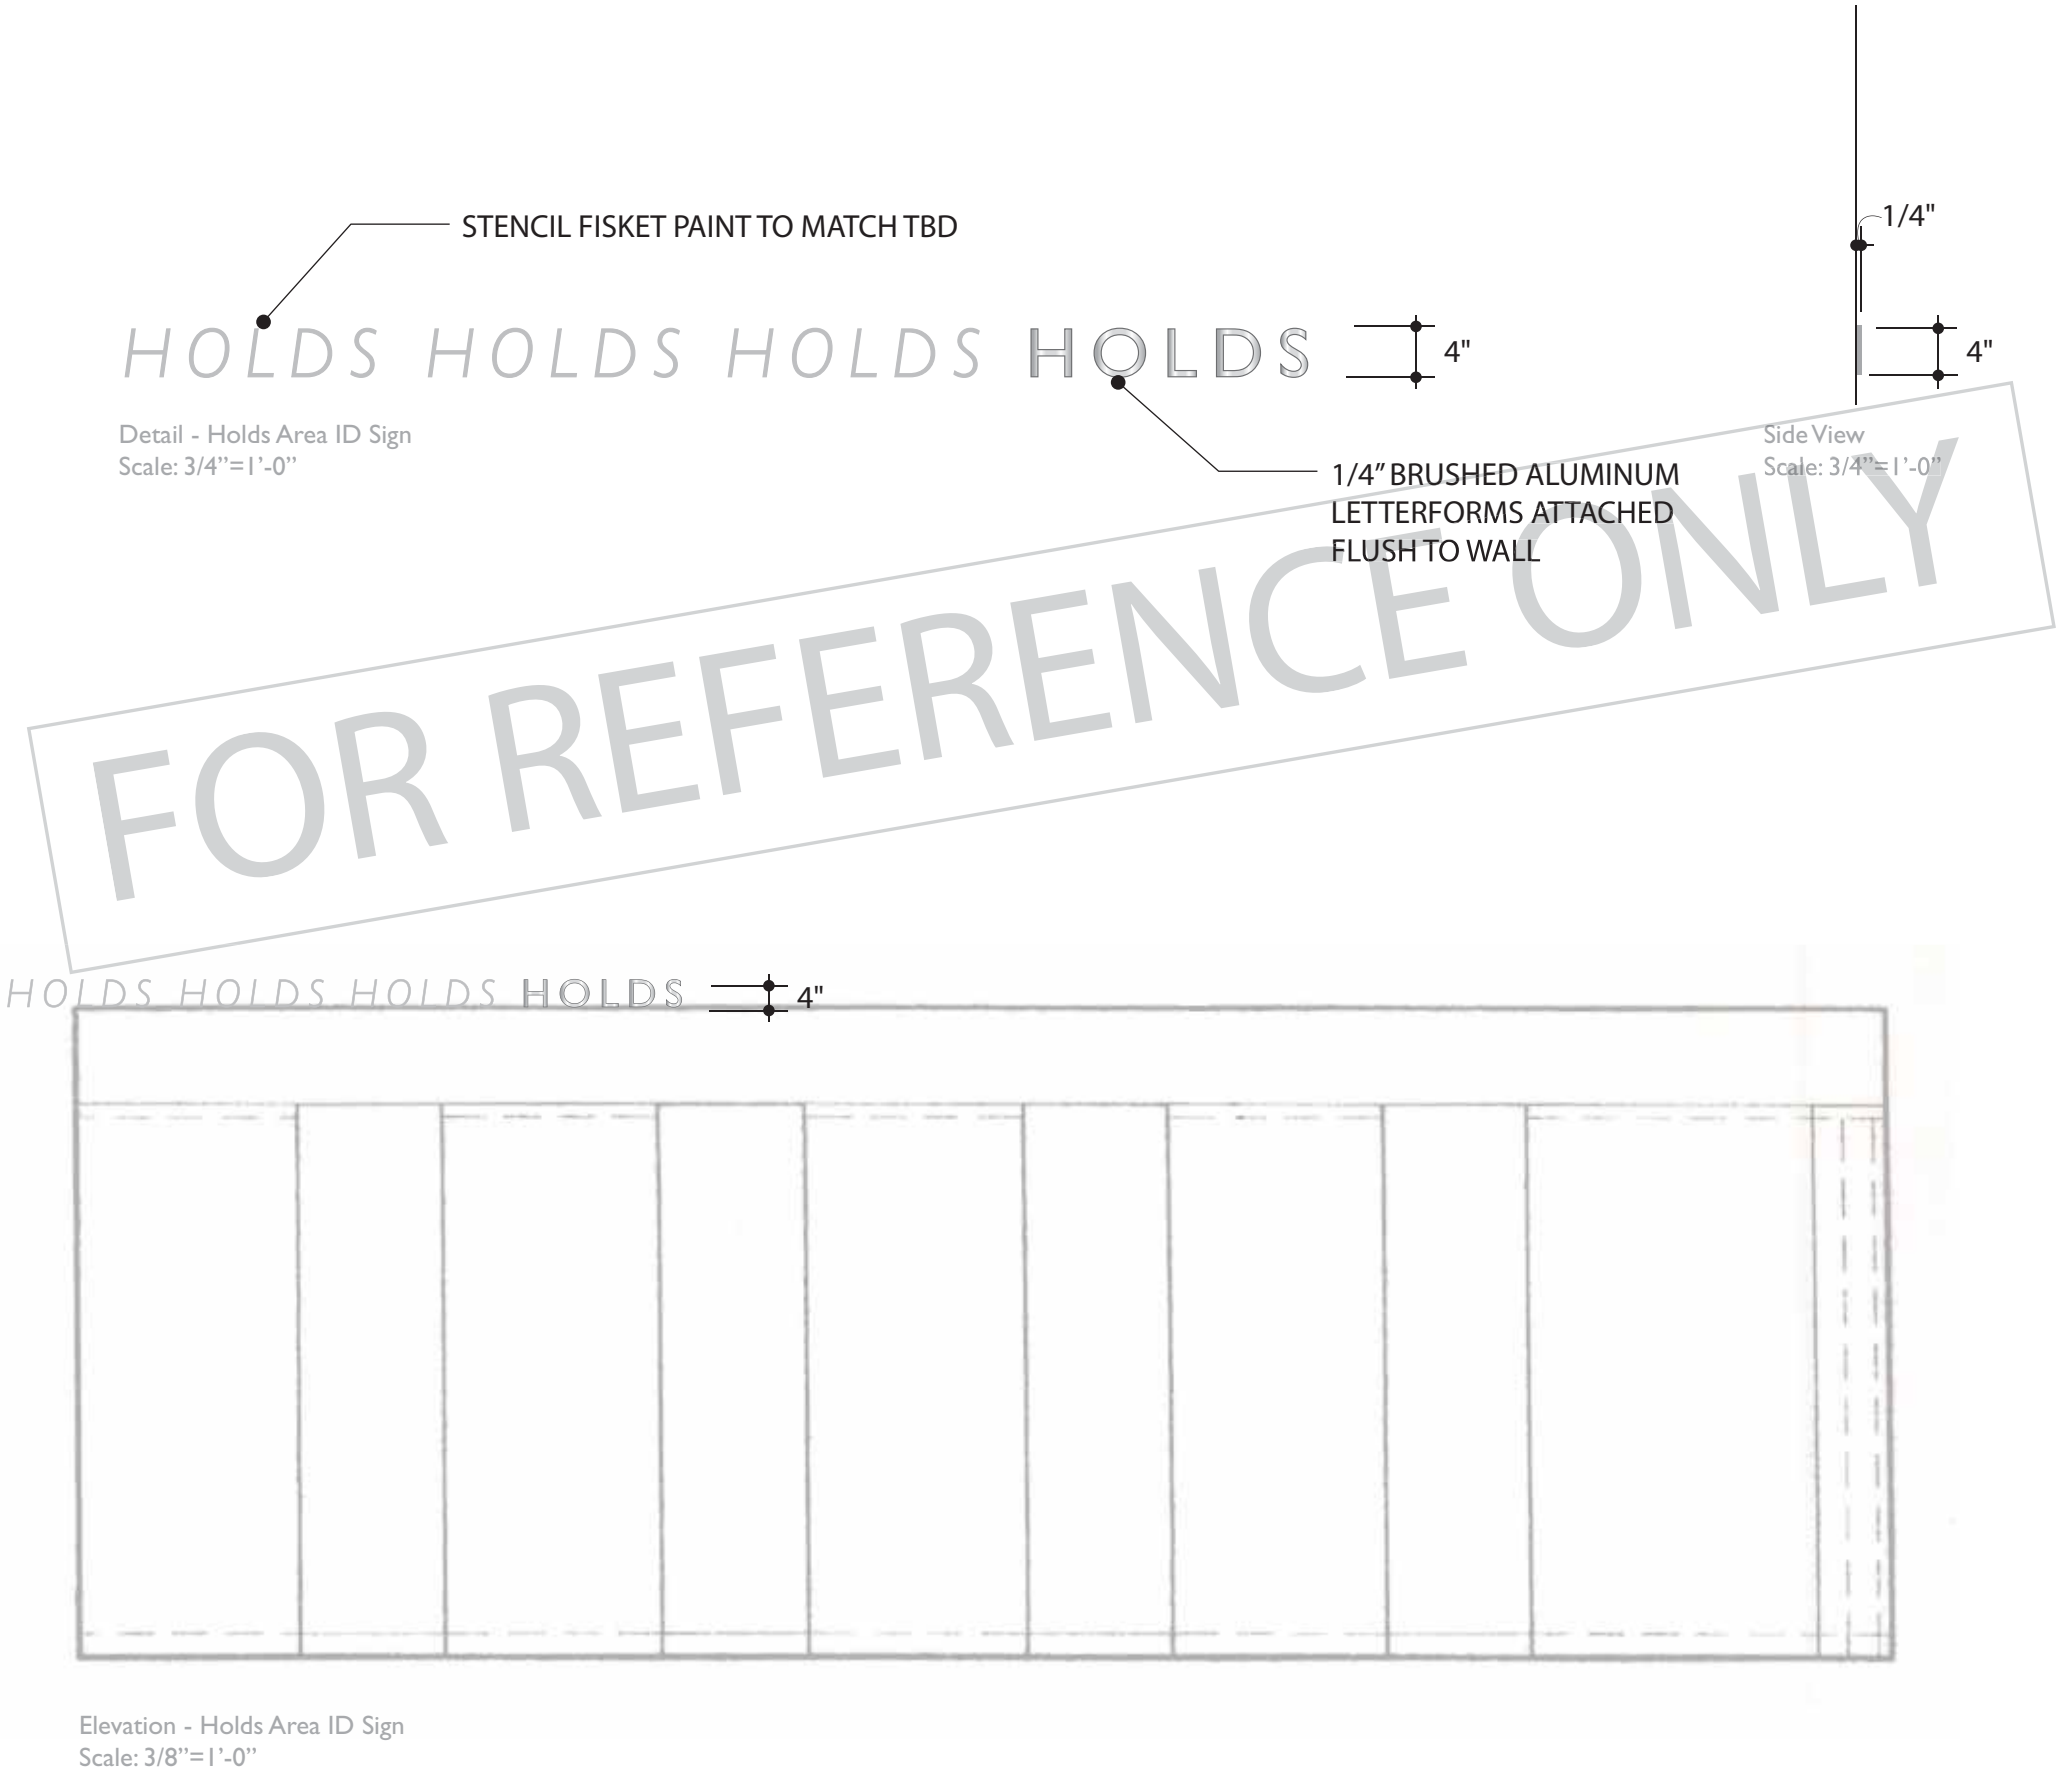 1/4"
STENCIL FISKET PAINT TO MATCH TBD
HOLDS HOLDS HOLDS HOLDS
4"
4"
Detail - Holds Area ID Sign
Scale: 3/4”=1’-0”
Side View
Scale: 3/4”=1’-0”
1/4” BRUSHED ALUMINUM
LETTERFORMS ATTACHED
FLUSH TO WALL
FOR REFERENCE ONLY
HOLDS HOLDS HOLDS HOLDS
4"
Elevation - Holds Area ID Sign
Scale: 3/8”=1’-0”